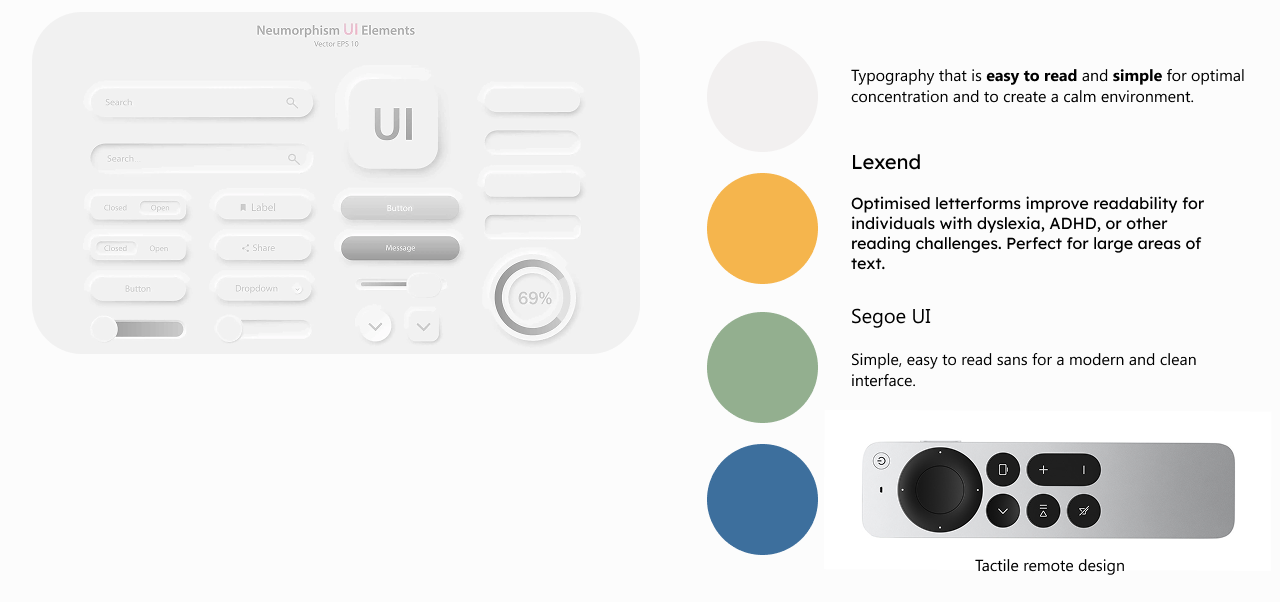 Neumorphism UI Elements
Vector EPS 10
Search
Search
Closed Open
Label
Closed Open
Share
Button
Dropdown
UI
Button
Message
69%
Typography that is easy to read and simple for optimal
concentration and to create a calm environment.
Lexend
Optimised letterforms improve readability for
individuals with dyslexia, ADHD, or other
reading challenges. Perfect for large areas of
text.
Segoe UI
Simple, easy to read sans for a modern and clean
interface.
Tactile remote design